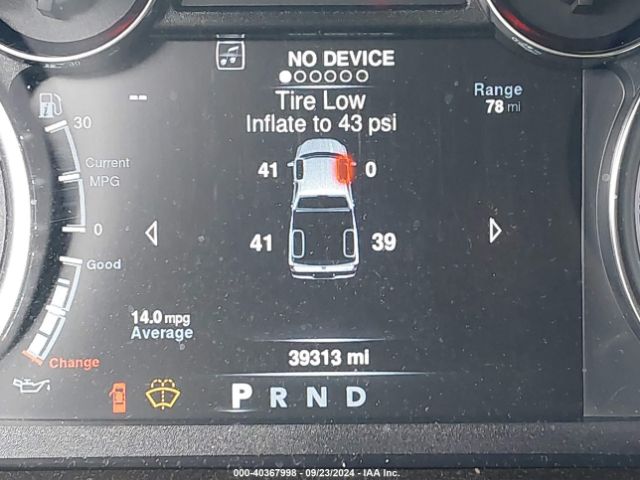 NO DEVICE
Tire Low
Inflate to 43 psi
Range
78 mi
--
30
Current
MPG
0
41
0
41
39
Good
14.0 mpg
Average
Change
39313 mi
P R N D
©COPY - 40367998 - 09/23/2024 - IAA Inc.